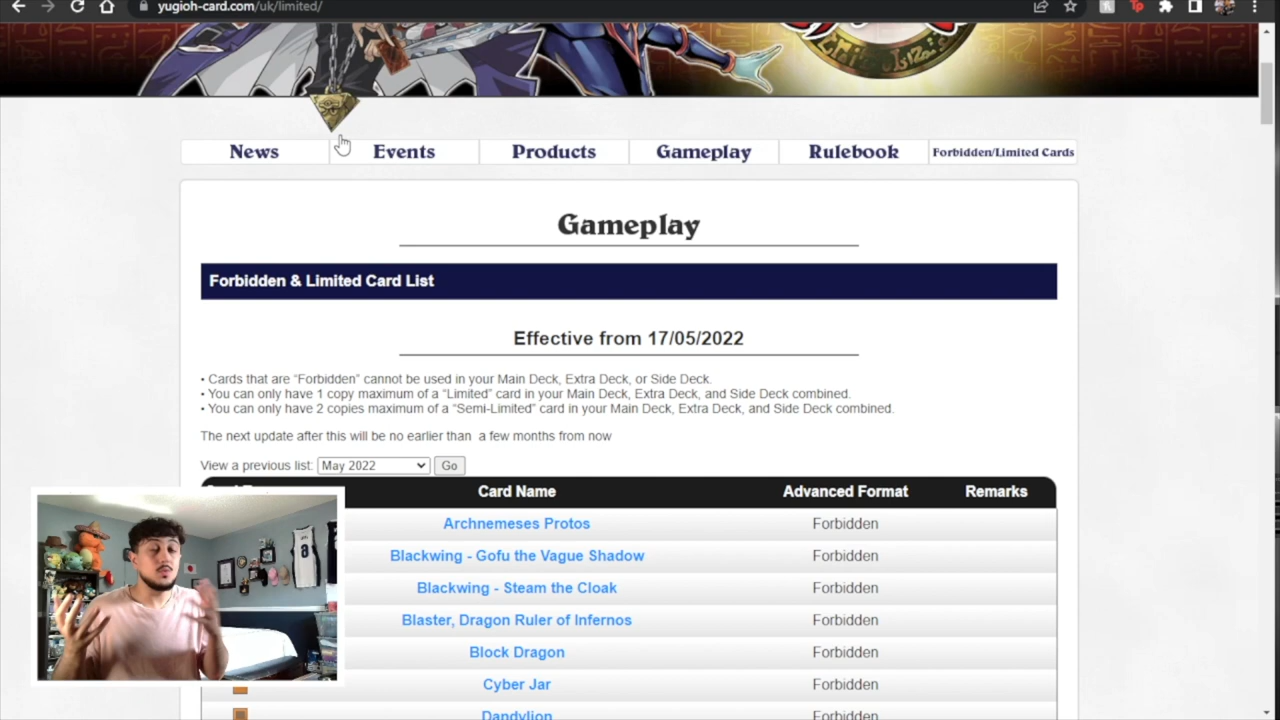 yugioh-card.com/uk/limited/
News Events Products Gameplay Rulebook Forbidden/Limited Cards
Gameplay
Forbidden & Limited Card List
Effective from 17/05/2022
• Cards that are “Forbidden” cannot be used in your Main Deck, Extra Deck, or Side Deck.
• You can only have 1 copy maximum of a “Limited” card in your Main Deck, Extra Deck, and Side Deck combined.
• You can only have 2 copies maximum of a “Semi-Limited” card in your Main Deck, Extra Deck, and Side Deck combined.
The next update after this will be no earlier than a few months from now
View a previous list: May 2022 Go
Card Name Advanced Format Remarks
Archnemeses Protos Forbidden
Blackwing - Gofu the Vague Shadow Forbidden
Blackwing - Steam the Cloak Forbidden
Blaster, Dragon Ruler of Infernos Forbidden
Block Dragon Forbidden
Cyber Jar Forbidden
Dandylion Forbidden